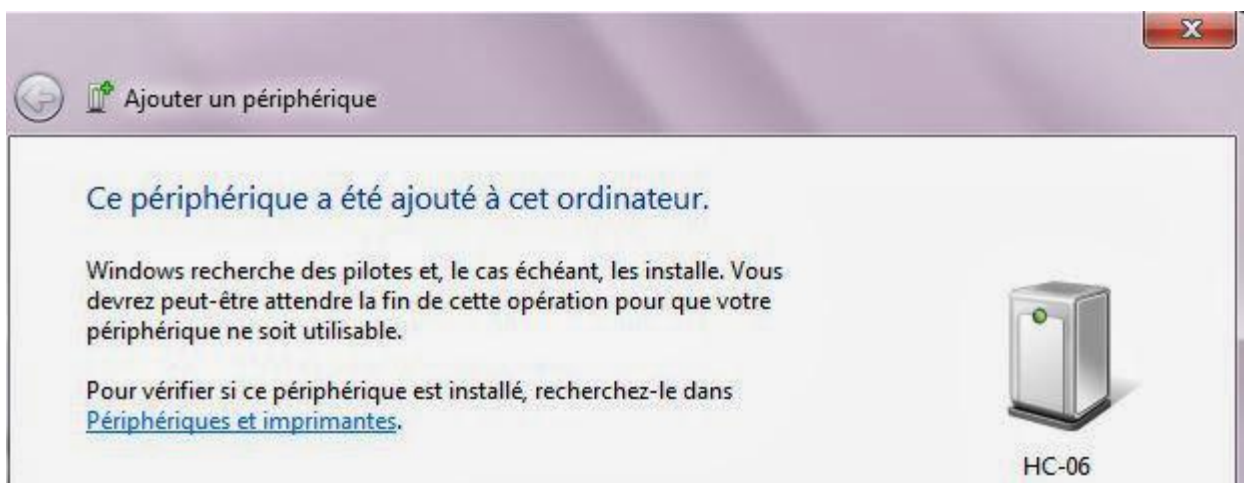 Ajouter un périphérique
Ce périphérique a été ajouté à cet ordinateur.
Windows recherche des pilotes et, le cas échéant, les installe. Vous
devrez peut-être attendre la fin de cette opération pour que votre
périphérique ne soit utilisable.
Pour vérifier si ce périphérique est installé, recherchez-le dans
Périphériques et imprimantes.
HC-06